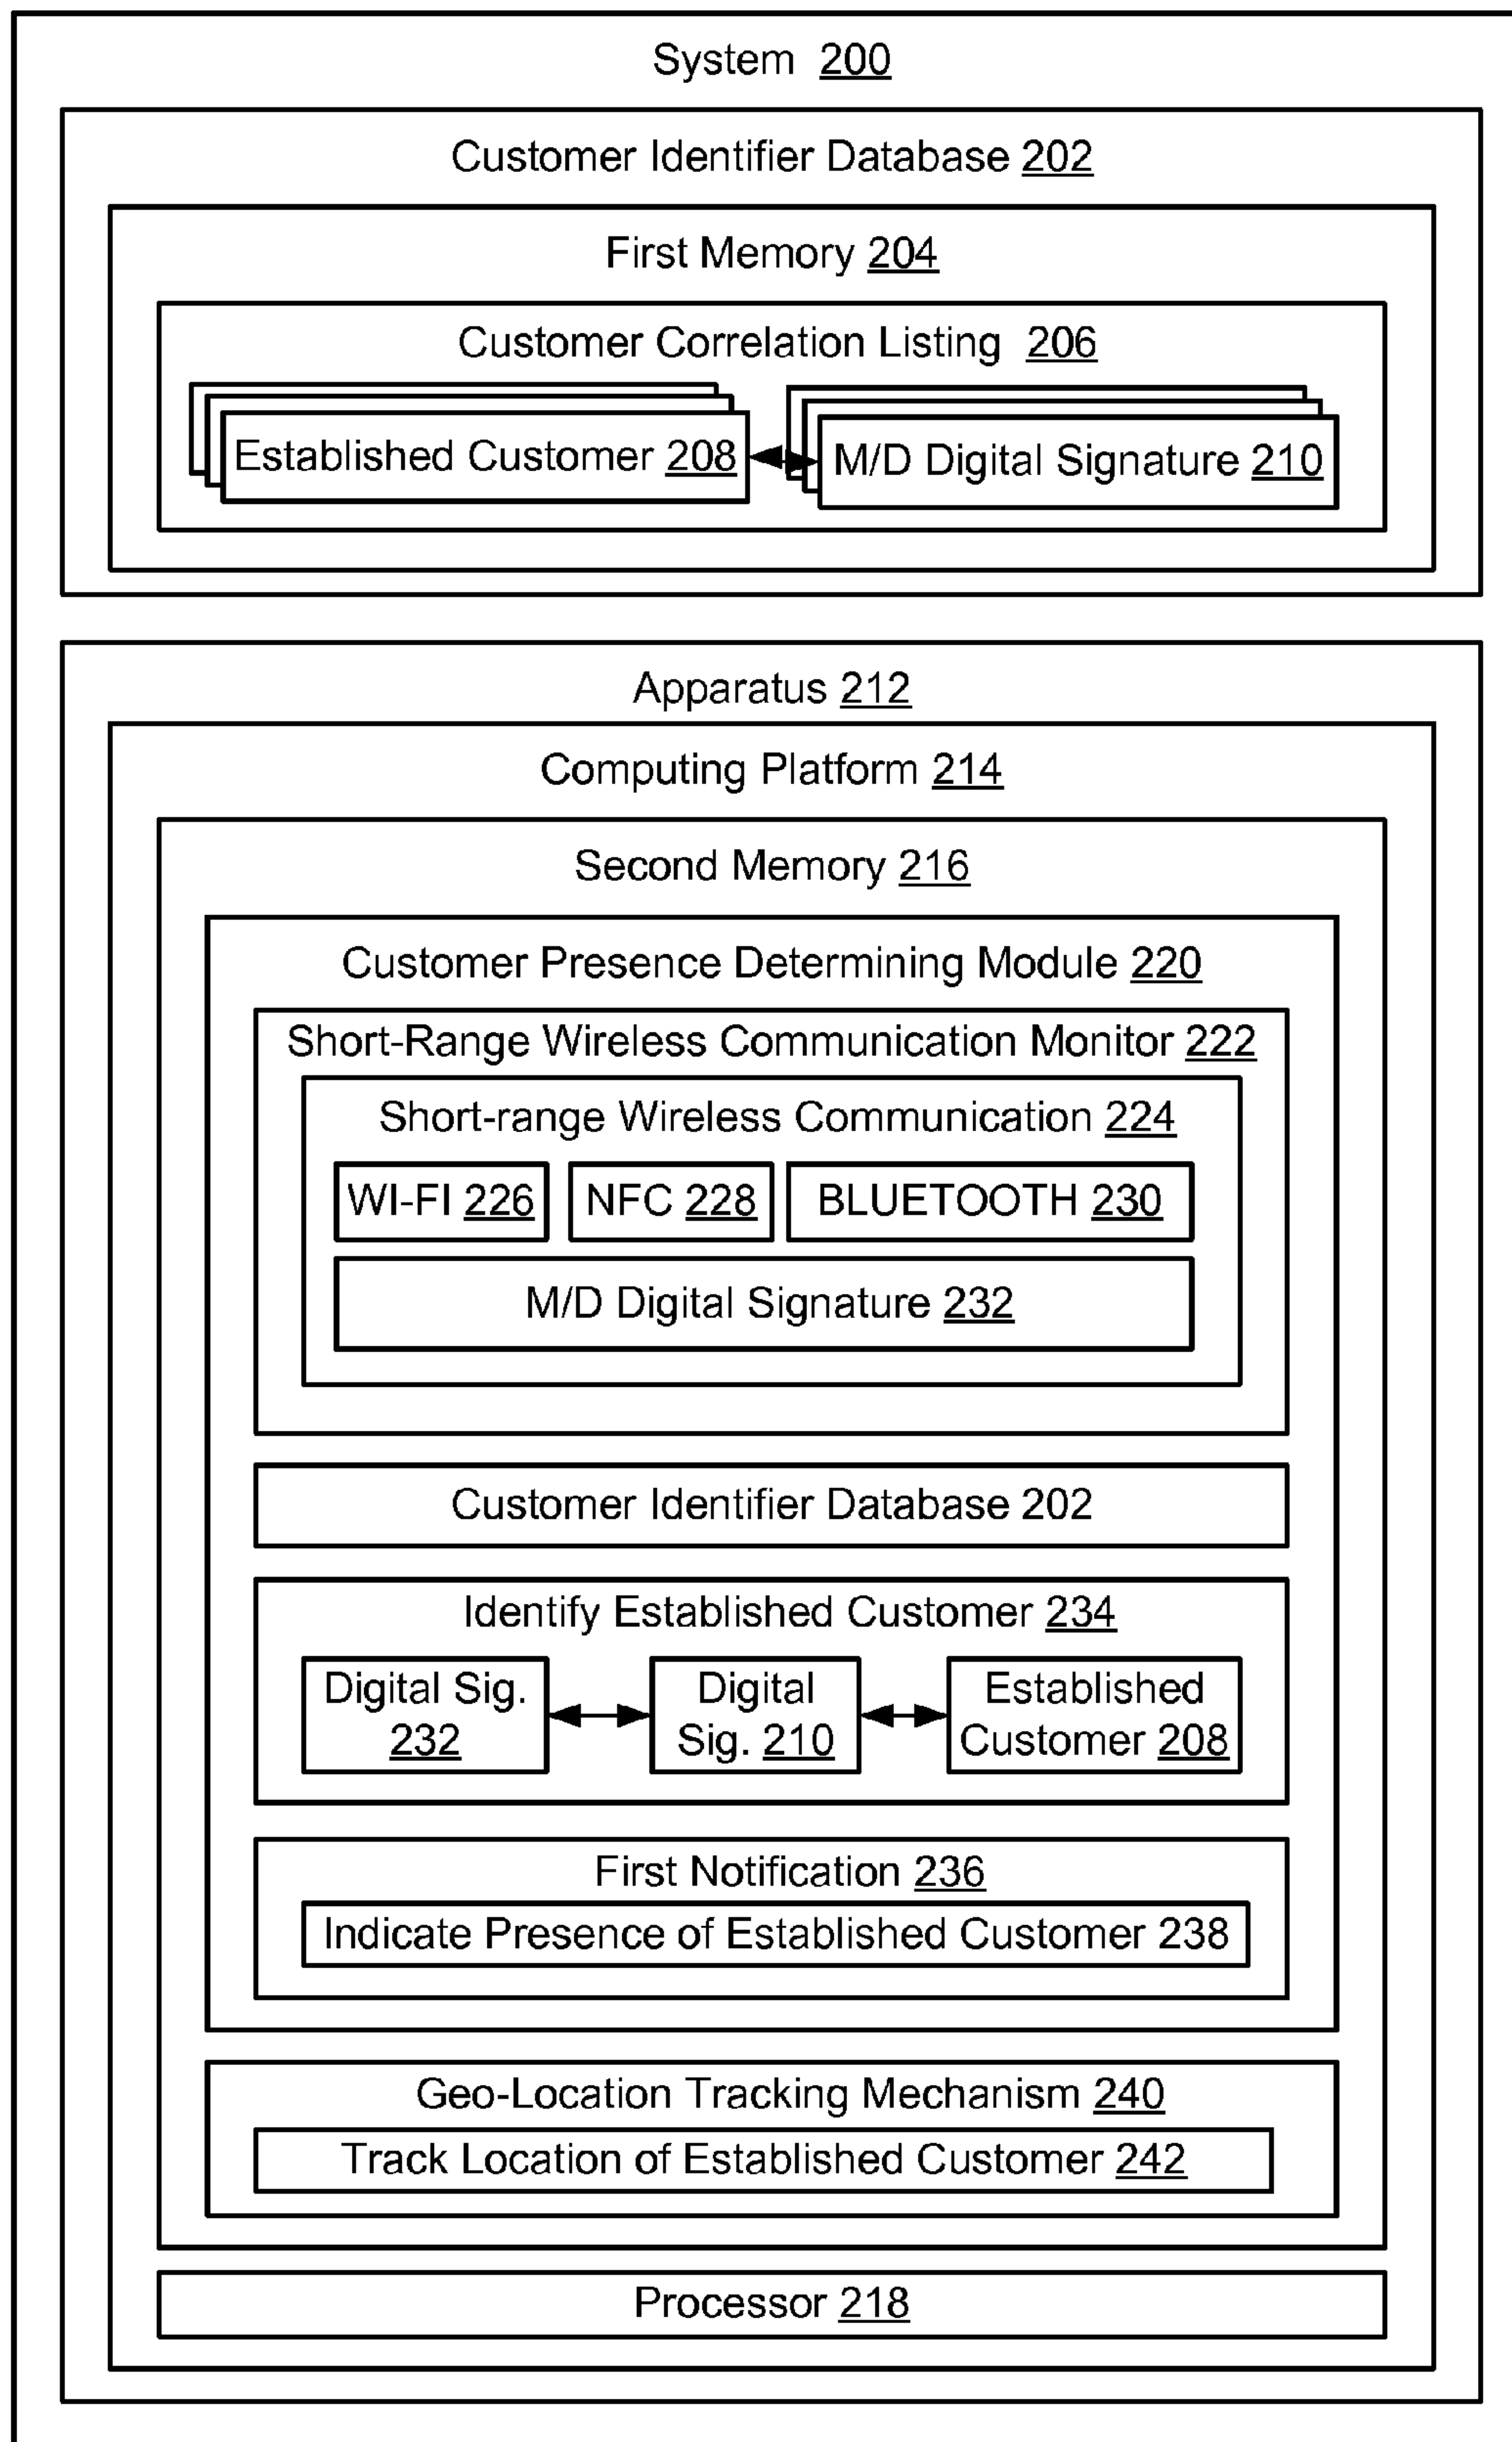 System 200
Customer Identifier Database 202
First Memory 204
Customer Correlation Listing 206
Established Customer 208
M/D Digital Signature 210
Apparatus 212
Computing Platform 214
Second Memory 216
Customer Presence Determining Module 220
Short-Range Wireless Communication Monitor 222
Short-range Wireless Communication 224
WI-FI 226
NFC 228
BLUETOOTH 230
M/D Digital Signature 232
Customer Identifier Database 202
Identify Established Customer 234
Digital Sig.
232
Digital
Sig. 210
Established
Customer 208
First Notification 236
Indicate Presence of Established Customer 238
Geo-Location Tracking Mechanism 240
Track Location of Established Customer 242
Processor 218